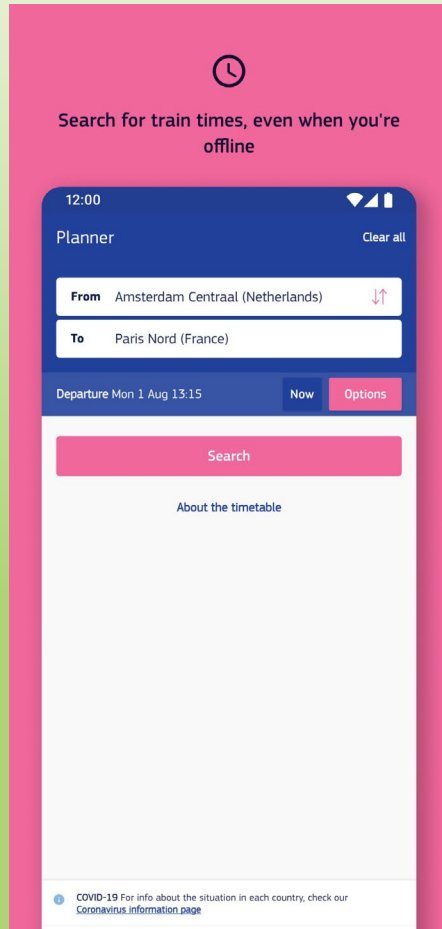 Search for train times, even when you're
offline
12:00
Planner
Clear all
From Amsterdam Centraal (Netherlands)
To Paris Nord (France)
Departure Mon 1 Aug 13:15
Now
Options
Search
About the timetable
COVID-19 For info about the situation in each country, check our
Coronavirus information page